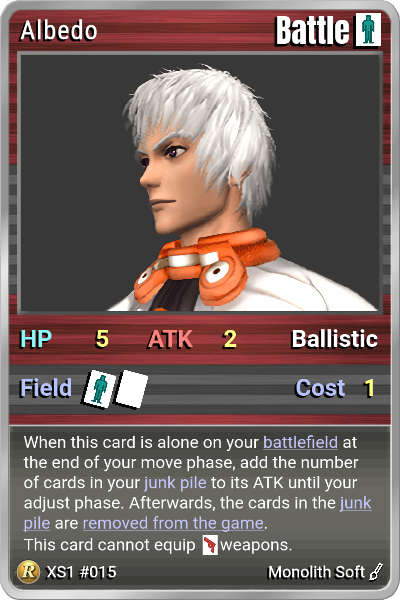 Albedo
Battle
HP 5 ATK 2 Ballistic
Field Cost 1
When this card is alone on your battlefield at
the end of your move phase, add the number
of cards in your junk pile to its ATK until your
adjust phase. Afterwards, the cards in the junk
pile are removed from the game.
This card cannot equip weapons.
R XS1 #015 Monolith Soft